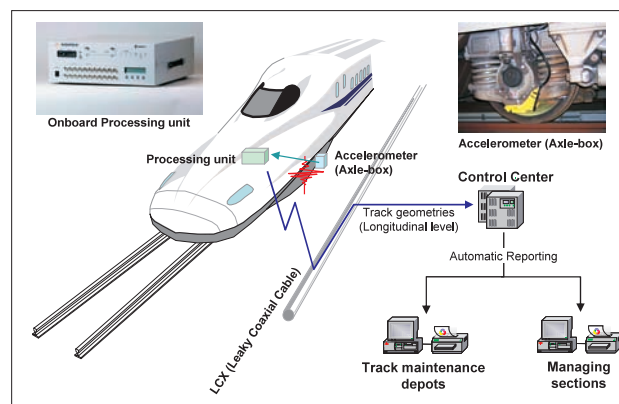 Onboard Processing unit
Accelerometer (Axle-box)
Processing unit
Accelerometer
(Axle-box)
Control Center
Track geometries
(Longitudinal level)
Automatic Reporting
LCX (Leaky Coaxial Cable)
Track maintenance
depots
Managing
sections